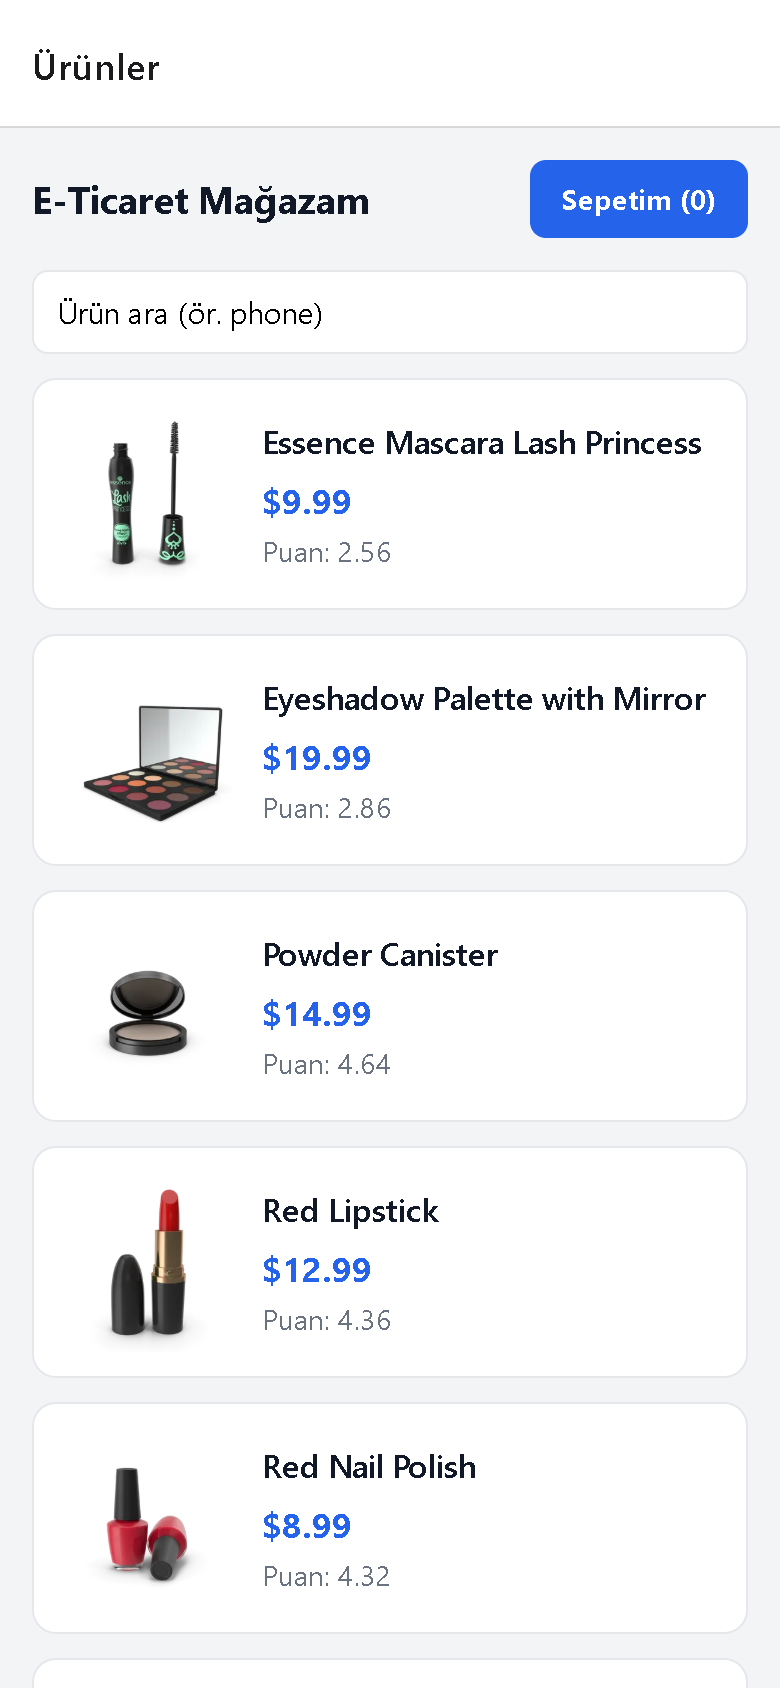 Ürünler
E-Ticaret Mağazam
Sepetim (0)
Ürün ara (ör. phone)
Essence Mascara Lash Princess
$9.99
Puan: 2.56
Eyeshadow Palette with Mirror
$19.99
Puan: 2.86
Powder Canister
$14.99
Puan: 4.64
Red Lipstick
$12.99
Puan: 4.36
Red Nail Polish
$8.99
Puan: 4.32